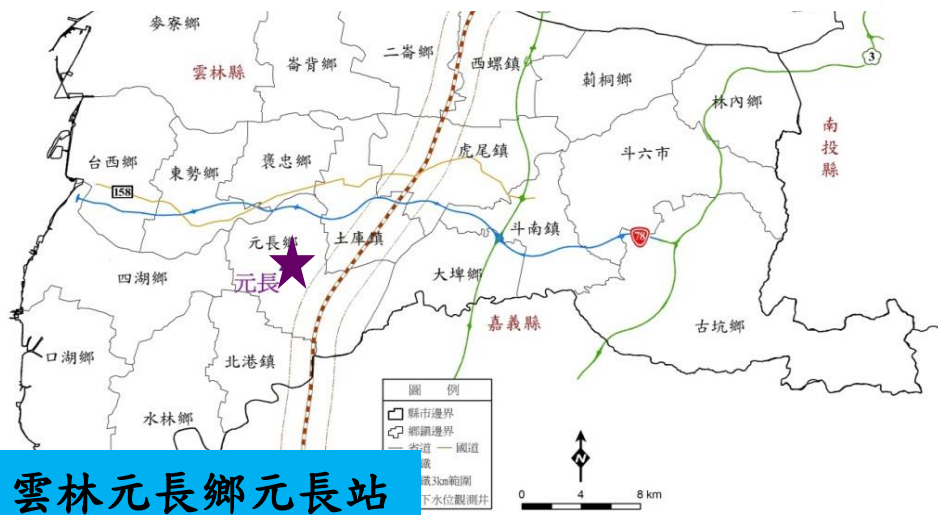 麥寮鄉
二崙鄉
崙背鄉
西螺鎮
雲林縣
莿桐鄉
3
林內鄉
南投縣
台西鄉
東勢鄉
褒忠鄉
虎尾鎮
斗六市
158
元長鄉
土庫鎮
斗南鎮
78
元長
四湖鄉
大埤鄉
嘉義縣
古坑鄉
口湖鄉
北港鎮
水林鄉
圖 例
縣市邊界
鄉鎮邊界
省道 國道
鐵
鐵3km範圍
下水位觀測井
N
0 4 8 km
雲林元長鄉元長站